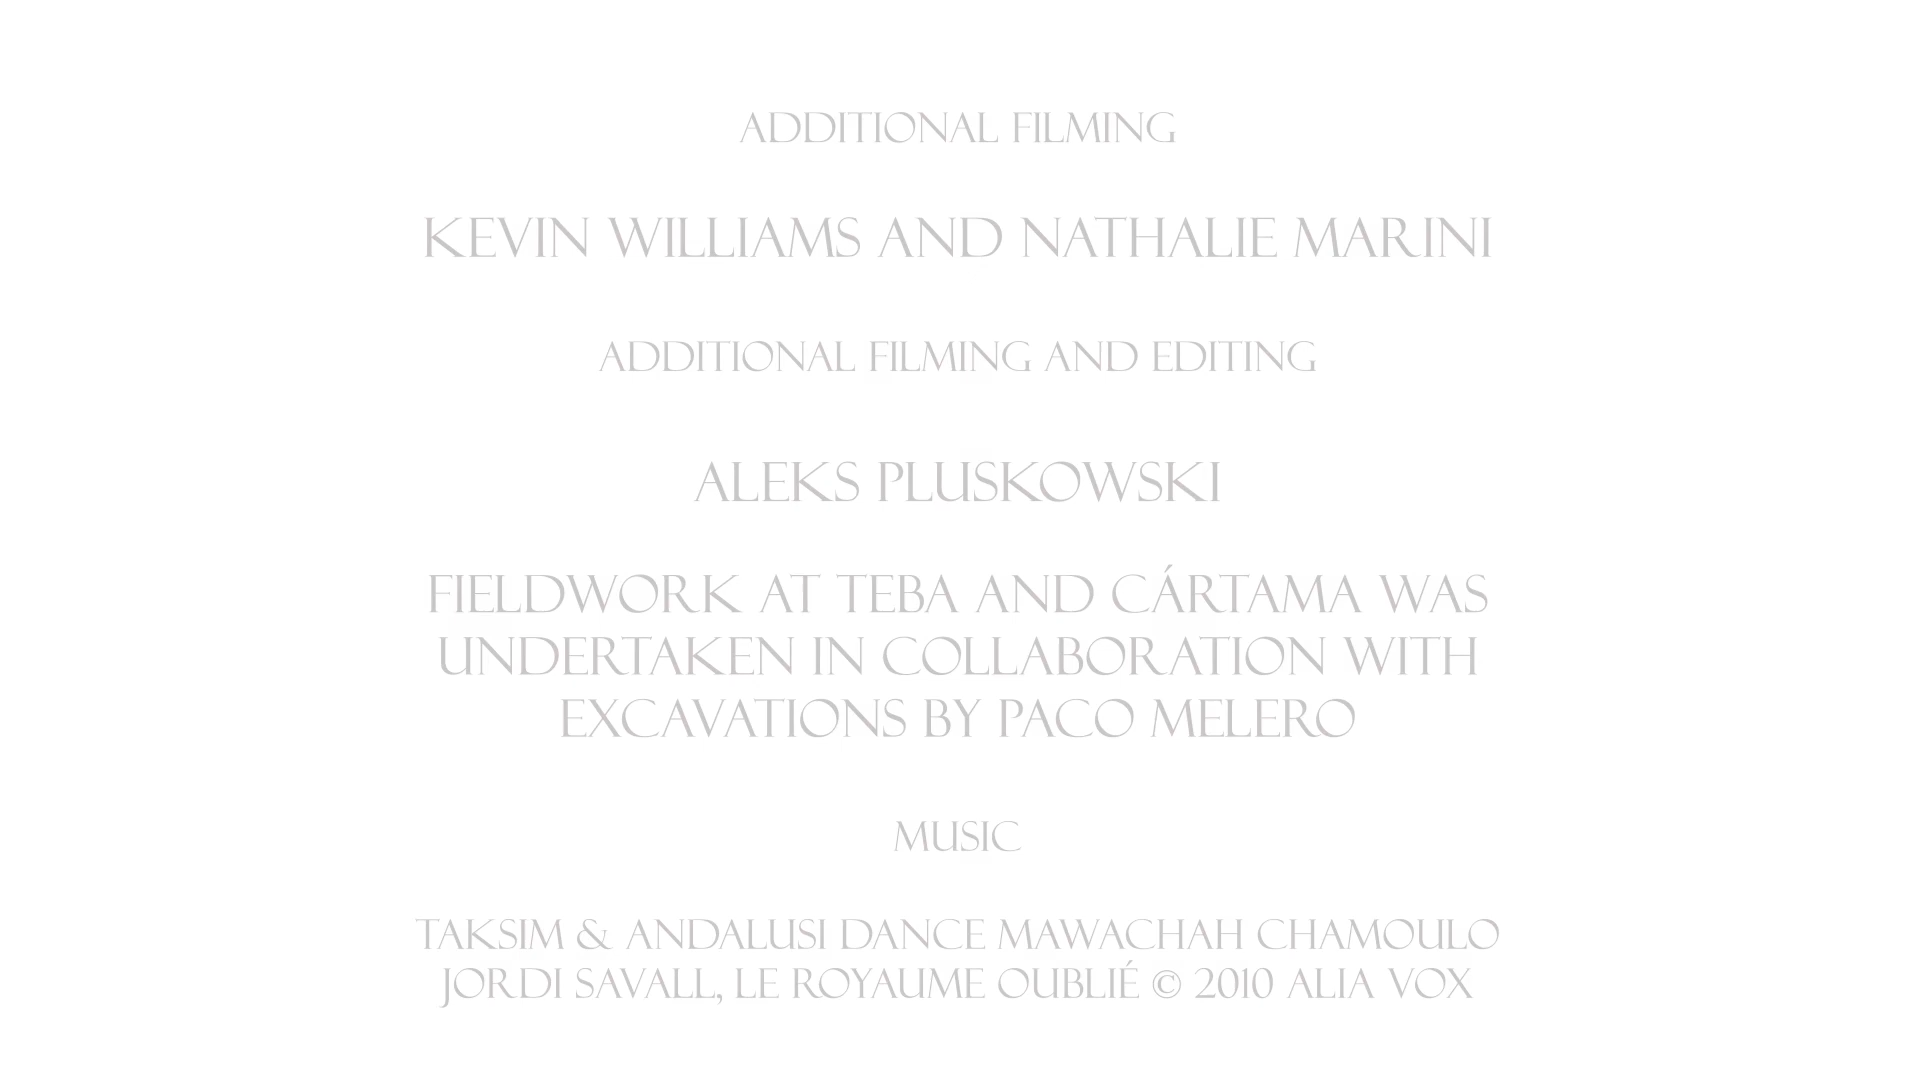 ADDITIONAL FILMING
KEVIN WILLIAMS AND NATHALIE MARINI
ADDITIONAL FILMING AND EDITING
ALEKS PLUSKOWSKI
FIELDWORK AT TEBA AND CÁRTAMA WAS
UNDERTAKEN IN COLLABORATION WITH
EXCAVATIONS BY PACO MELERO
MUSIC
TAKSIM & ANDALUSI DANCE MAWACHAH CHAMOULO
JORDI SAVALL, LE ROYAUME OUBLIÉ © 2010 ALIA VOX